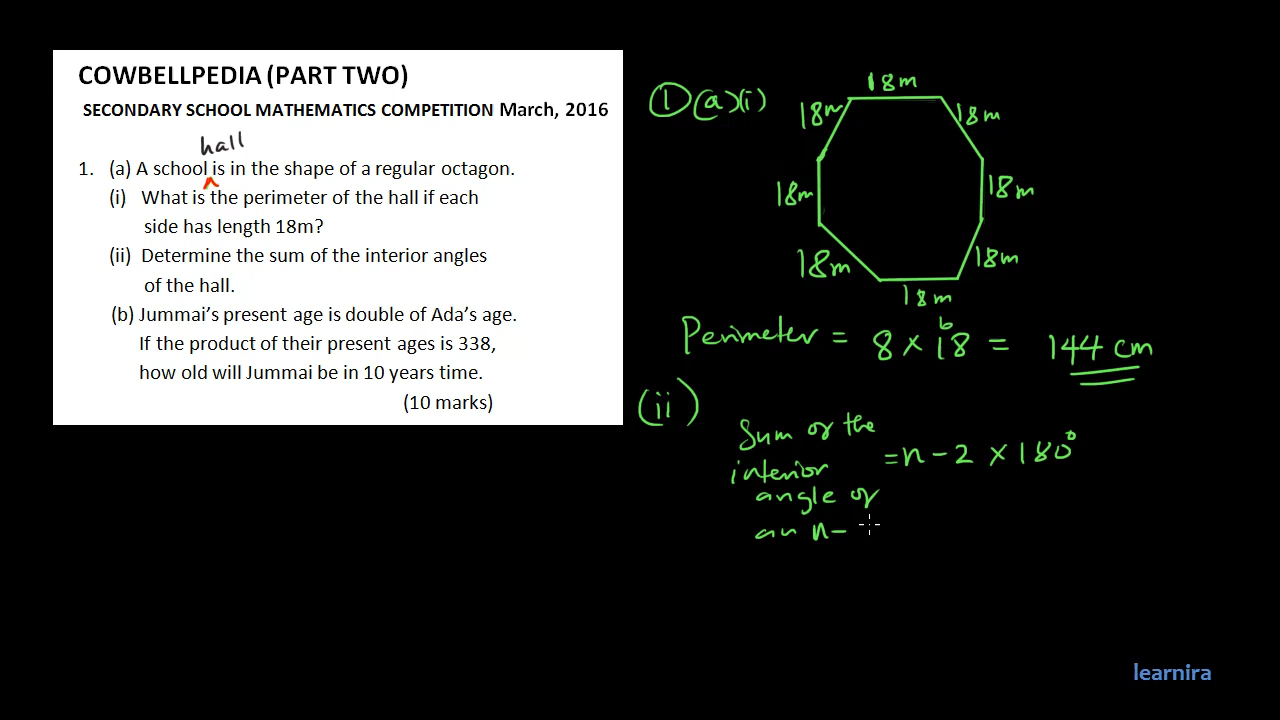 COWBELLPEDIA (PART TWO)
SECONDARY SCHOOL MATHEMATICS COMPETITION March, 2016
hall
1. (a) A school is in the shape of a regular octagon.
(i) What is the perimeter of the hall if each
side has length 18m?
(ii) Determine the sum of the interior angles
of the hall.
(b) Jummai's present age is double of Ada's age.
If the product of their present ages is 338,
how old will Jummai be in 10 years time.
(10 marks)
1 (a)(i)
18m
18m
18m
18m
18m
18m
18m
18m
Perimeter = 8 × 18 = 144 cm
6
(ii)
Sum of the
interior = n - 2 × 180°
angle of
an n-
learnira